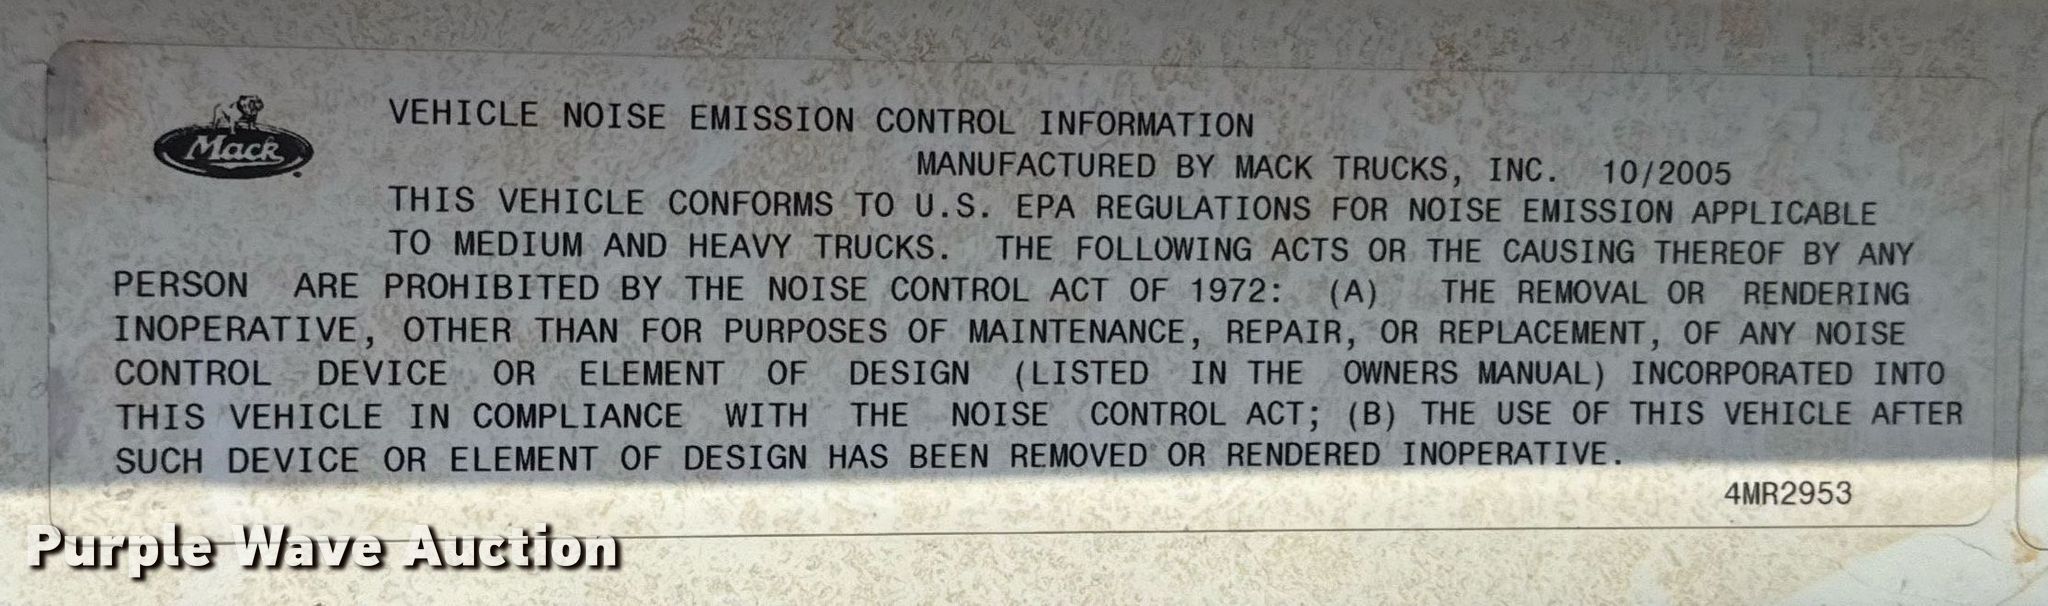 Mack
VEHICLE NOISE EMISSION CONTROL INFORMATION
MANUFACTURED BY MACK TRUCKS, INC. 10/2005
THIS VEHICLE CONFORMS TO U.S. EPA REGULATIONS FOR NOISE EMISSION APPLICABLE
TO MEDIUM AND HEAVY TRUCKS. THE FOLLOWING ACTS OR THE CAUSING THEREOF BY ANY
PERSON ARE PROHIBITED BY THE NOISE CONTROL ACT OF 1972: (A) THE REMOVAL OR RENDERING
INOPERATIVE, OTHER THAN FOR PURPOSES OF MAINTENANCE, REPAIR, OR REPLACEMENT, OF ANY NOISE
CONTROL DEVICE OR ELEMENT OF DESIGN (LISTED IN THE OWNERS MANUAL) INCORPORATED INTO
THIS VEHICLE IN COMPLIANCE WITH THE NOISE CONTROL ACT; (B) THE USE OF THIS VEHICLE AFTER
SUCH DEVICE OR ELEMENT OF DESIGN HAS BEEN REMOVED OR RENDERED INOPERATIVE.
4MR2953
Purple Wave Auction